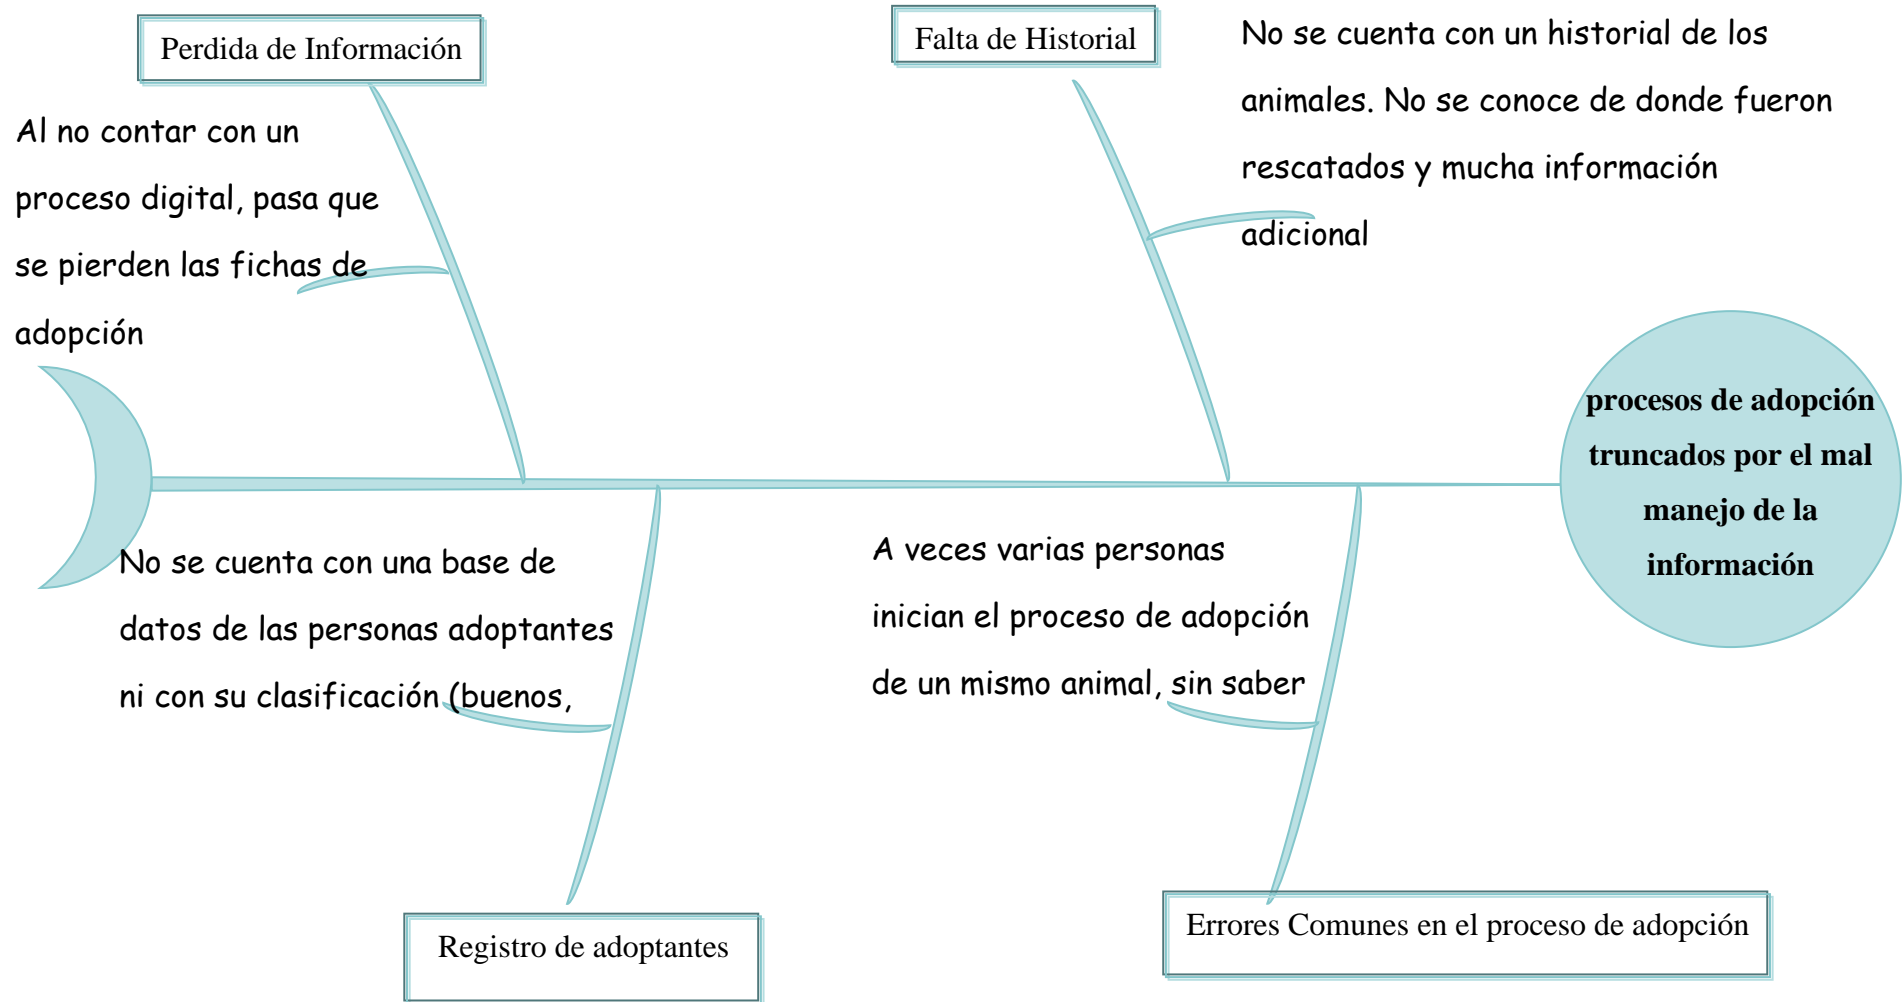 Perdida de Información
Al no contar con un
proceso digital, pasa que
se pierden las fichas de
adopción
Falta de Historial
No se cuenta con un historial de los
animales. No se conoce de donde fueron
rescatados y mucha información
adicional
procesos de adopción
truncados por el mal
manejo de la
información
No se cuenta con una base de
datos de las personas adoptantes
ni con su clasificación (buenos,
Registro de adoptantes
A veces varias personas
inician el proceso de adopción
de un mismo animal, sin saber
Errores Comunes en el proceso de adopción